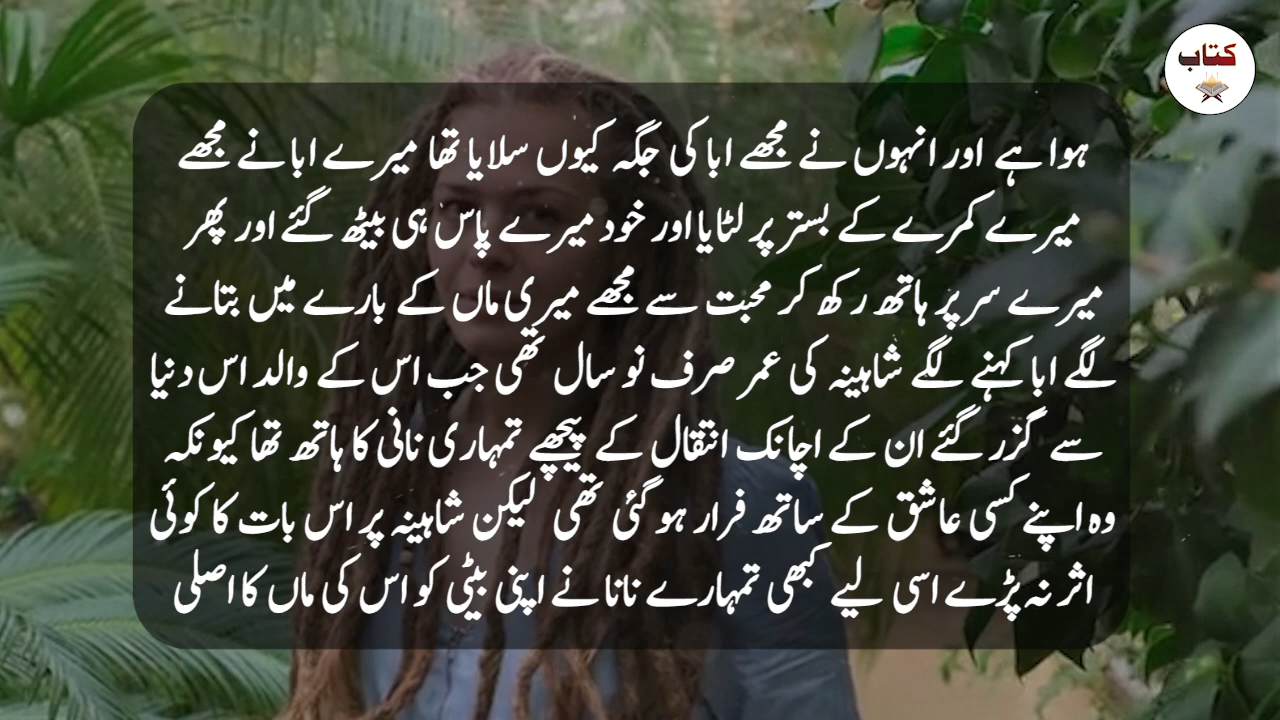 کتاب
ہوا ہے اور انہوں نے مجھے ابا کی جگہ کیوں سلایا تھا میرے ابا نے مجھے
میرے کمرے کے بستر پر لٹایا اور خود میرے پاس ہی بیٹھ گئے اور پھر
میرے سر پر ہاتھ رکھ کر محبت سے مجھے میری ماں کے بارے میں بتانے
لگے ابا کہنے لگے شاہینہ کی عمر صرف نو سال تھی جب اس کے والد اس دنیا
سے گزر گئے ان کے اچانک انتقال کے پیچھے تمہاری نانی کا ہاتھ تھا کیونکہ
وہ اپنے کسی عاشق کے ساتھ فرار ہو گئی تھی لیکن شاہینہ پر اس بات کا کوئی
اثر نہ پڑے اسی لیے کبھی تمہارے نانا نے اپنی بیٹی کو اس کی ماں کا اصلی